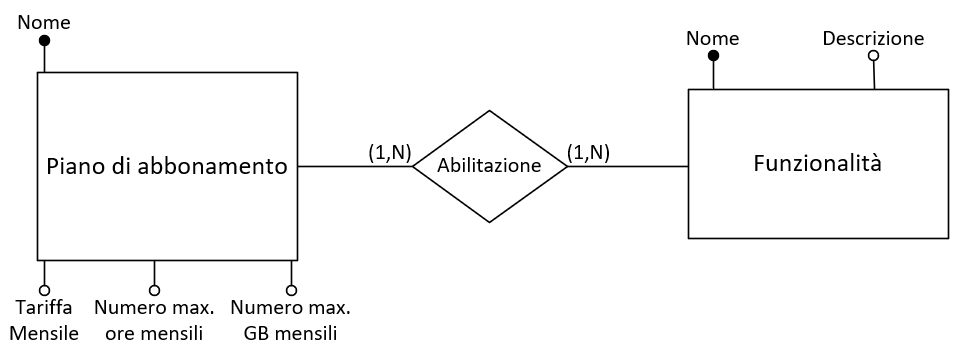 Nome
Nome
Descrizione
Piano di abbonamento
(1,N)
Abilitazione
(1,N)
Funzionalità
Tariffa
Mensile
Numero max.
ore mensili
Numero max.
GB mensili